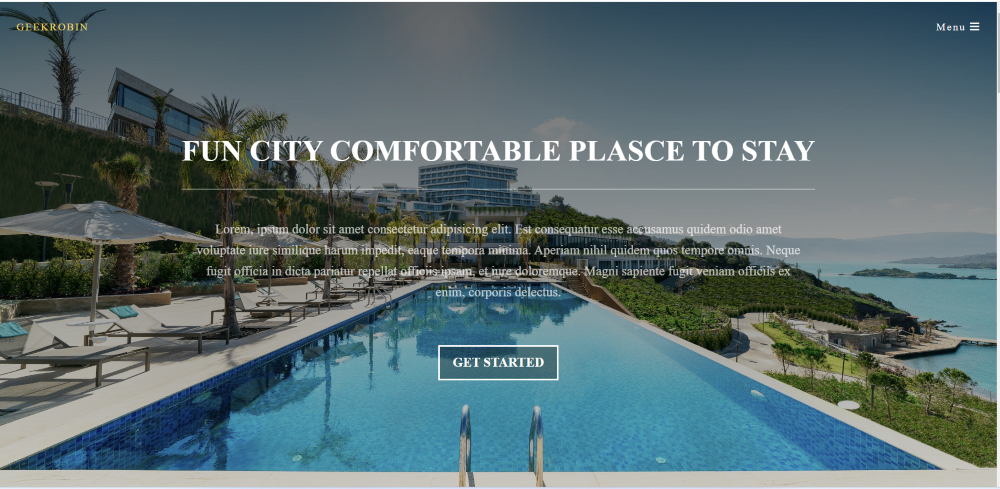 GEEKROBIN
Menu
FUN CITY COMFORTABLE PLASCE TO STAY
Lorem, ipsum dolor sit amet consectetur adipisicing elit. Est consequatur esse accusamus quidem odio amet
voluptate iure similique harum impedit, eaque tempora minima. Aperiam nihil quidem quos tempore omnis. Neque
fugit officia in dicta pariatur repellat officiis ipsam, et iure doloremque. Magni sapiente fugit veniam officiis ex
enim, corporis delectus.
GET STARTED